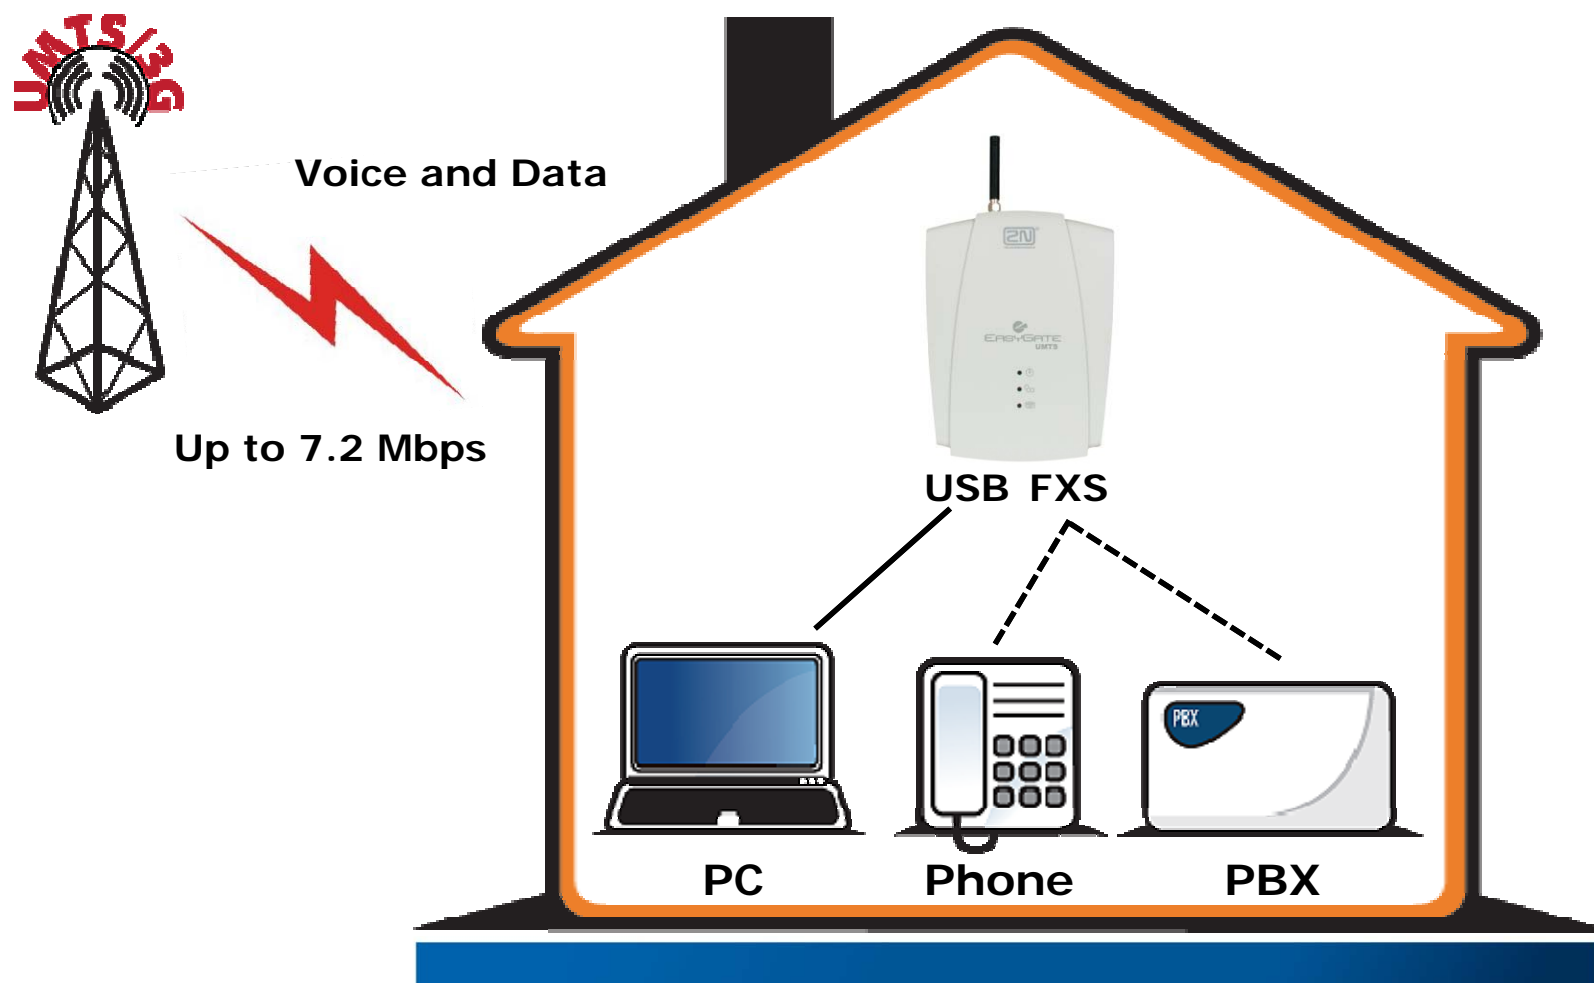 UMTS/3G
Voice and Data
Up to 7.2 Mbps
2N
EASYGATE
UMTS
USB FXS
PBX
PC
Phone
PBX